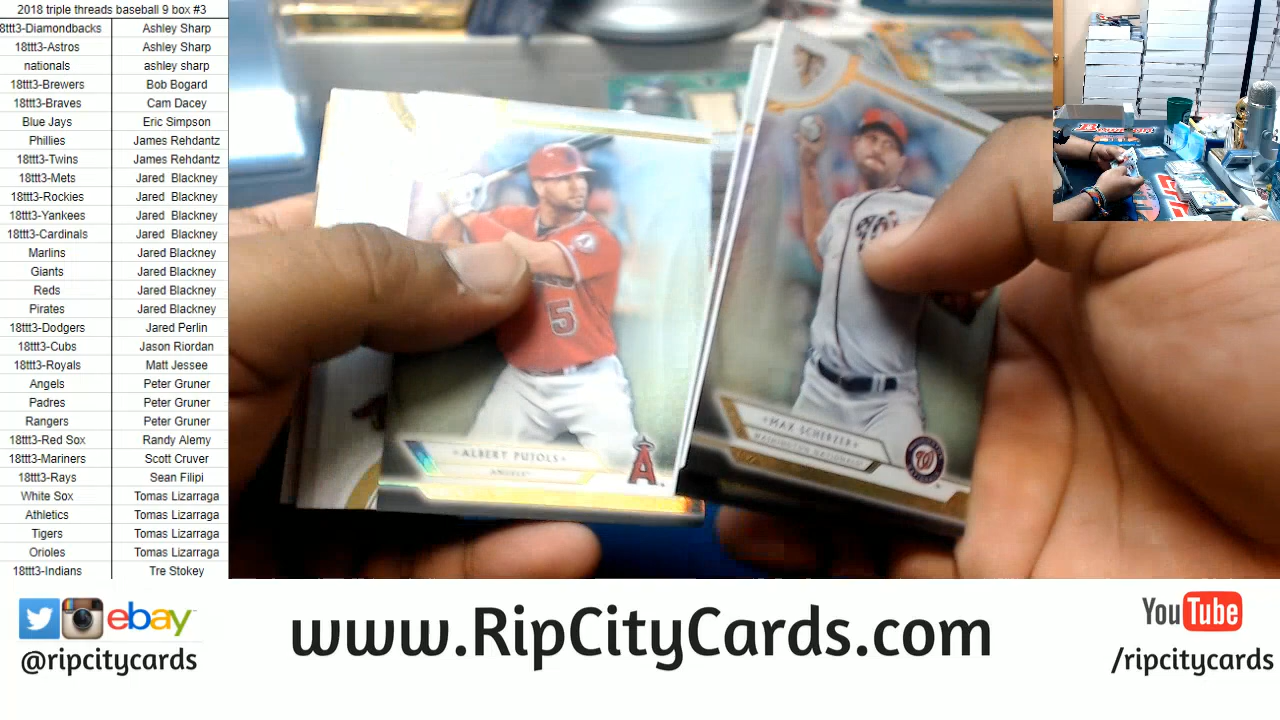 2018 triple threads baseball 9 box #3
8ttt3-Diamondbacks Ashley Sharp
18ttt3-Astros Ashley Sharp
nationals ashley sharp
18ttt3-Brewers Bob Bogard
18ttt3-Braves Cam Dacey
Blue Jays Eric Simpson
Phillies James Rehdantz
18ttt3-Twins James Rehdantz
18ttt3-Mets Jared Blackney
18ttt3-Rockies Jared Blackney
18ttt3-Yankees Jared Blackney
18ttt3-Cardinals Jared Blackney
Marlins Jared Blackney
Giants Jared Blackney
Reds Jared Blackney
Pirates Jared Blackney
18ttt3-Dodgers Jared Perlin
18ttt3-Cubs Jason Riordan
18ttt3-Royals Matt Jessee
Angels Peter Gruner
Padres Peter Gruner
Rangers Peter Gruner
18ttt3-Red Sox Randy Alemy
18ttt3-Mariners Scott Cruver
18ttt3-Rays Sean Filipi
White Sox Tomas Lizarraga
Athletics Tomas Lizarraga
Tigers Tomas Lizarraga
Orioles Tomas Lizarraga
18ttt3-Indians Tre Stokey
5
ALBERT PUJOLS
ANGELS
A
MAX SCHERZER
WASHINGTON NATIONALS
W
ebay
@ripcitycards
www.RipCityCards.com
YouTube
/ripcitycards